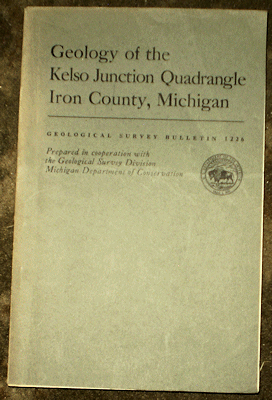 Geology of the
Kelso Junction Quadrangle
Iron County, Michigan
GEOLOGICAL SURVEY BULLETIN 1226
Prepared in cooperation with
the Geological Survey Division
Michigan Department of Conservation